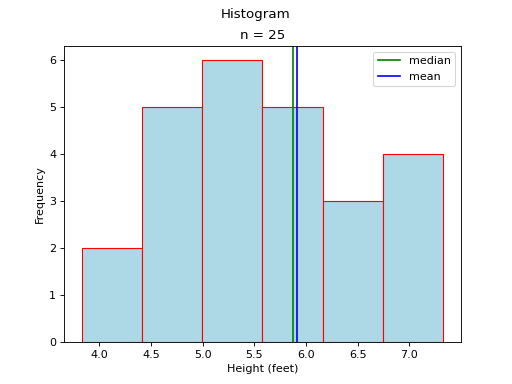 Histogram
n = 25
median
mean
Frequency
6
5
4
3
2
1
0
4.0 4.5 5.0 5.5 6.0 6.5 7.0
Height (feet)